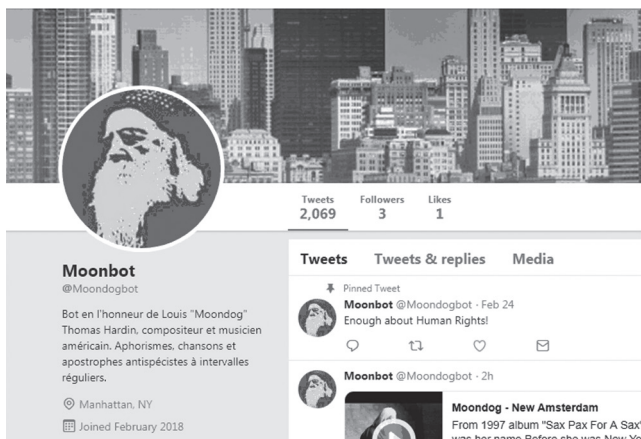 Tweets Followers Likes
2,069 3 1
Moonbot
@Moondogbot
Bot en l'honneur de Louis "Moondog"
Thomas Hardin, compositeur et musicien
américain. Aphorismes, chansons et
apostrophes antispécistes à intervalles
réguliers.
Manhattan, NY
Joined February 2018
Tweets Tweets & replies Media
Pinned Tweet
Moonbot @Moondogbot · Feb 24
Enough about Human Rights!
Moonbot @Moondogbot · 2h
Moondog - New Amsterdam
From 1997 album "Sax Pax For A Sax
was her name Before she was New Yo